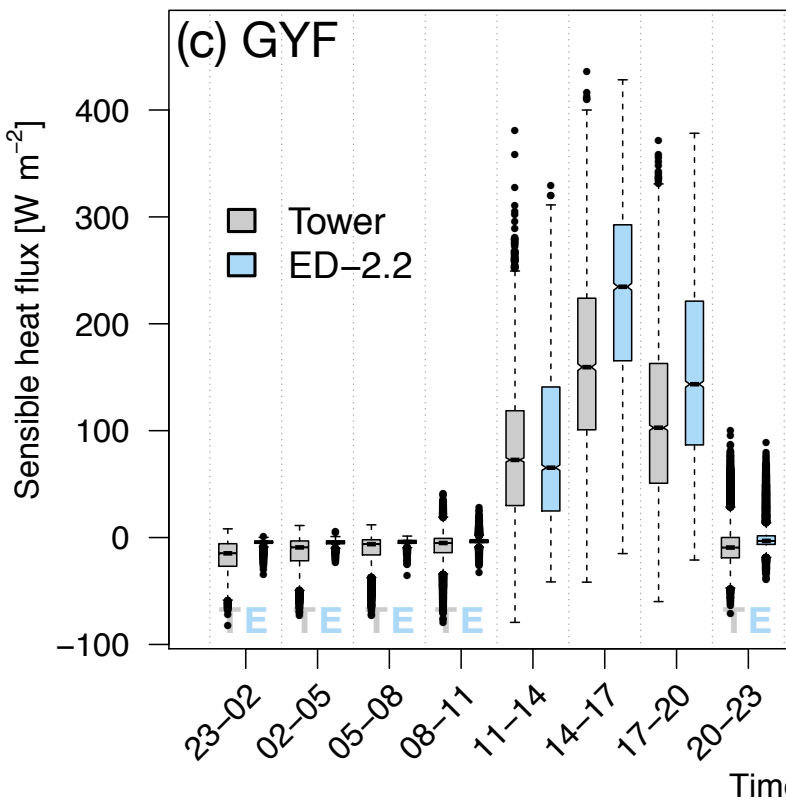 (c) GYF
Sensible heat flux [W m−2]
400
300
200
100
0
−100
Tower
ED−2.2
T E T E T E T E T E
23−02 02−05 05−08 08−11 11−14 14−17 17−20 20−23
Time